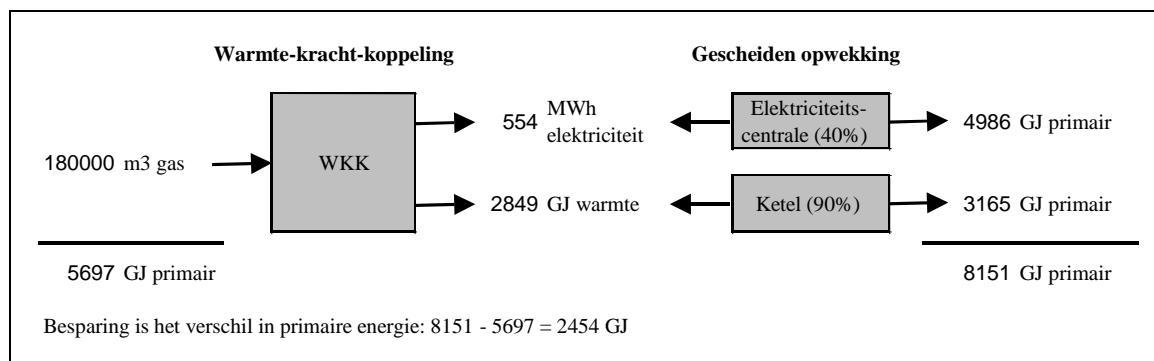 Warmte-kracht-koppeling
Gescheiden opwekking
180000 m3 gas
WKK
554 MWh
elektriciteit
2849 GJ warmte
Elektriciteits-
centrale (40%)
4986 GJ primair
Ketel (90%)
3165 GJ primair
5697 GJ primair
8151 GJ primair
Besparing is het verschil in primaire energie: 8151 - 5697 = 2454 GJ